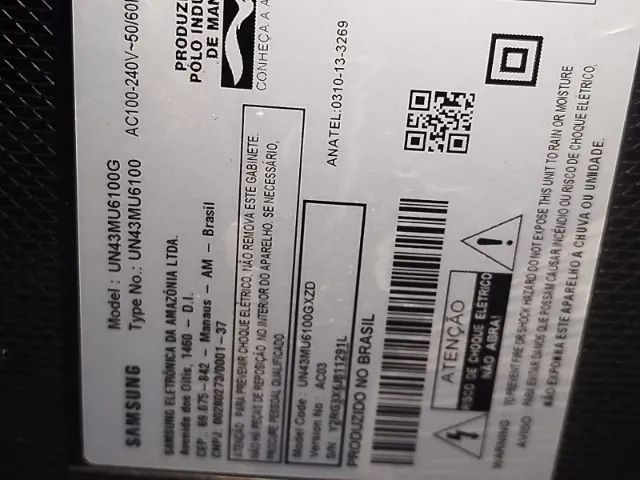 Model : UN43MU6100G
Type No.: UN43MU6100
AC100-240V~50/60
SAMSUNG
SAMSUNG ELETRÔNICA DA AMAZÔNIA LTDA.
Avenida dos Oitis, 1460 - D.I.
CEP. 69.075-842 - Manaus - AM - Brasil
CNPJ. 00280273/0001-37
PRODUZI
POLO INDU
DE MAN
CONHEÇA A A
ATENÇÃO : PARA PREVENIR CHOQUE ELÉTRICO, NÃO REMOVA ESTE GABINETE.
NÃO HÁ PEÇAS DE REPOSIÇÃO NO INTERIOR DO APARELHO. SE NECESSÁRIO,
PROCURE PESSOAL QUALIFICADO.
Model Code : UN43MU6100GXZD
Version No : AC03
S/N
PRODUZIDO NO BRASIL
ANATEL:0310-13-3269
ATENÇÃO
RISCO DE CHOQUE ELÉTRICO
NÃO ABRA!
WARNING : TO PREVENT FIRE OR SHOCK HAZARD DO NOT EXPOSE THIS UNIT TO RAIN OR MOISTURE
AVISO : PARA EVITAR DANOS QUE POSSAM CAUSAR INCÊNDIO OU RISCO DE CHOQUE ELÉTRICO,
NÃO EXPONHA ESTE APARELHO À CHUVA OU UMIDADE.